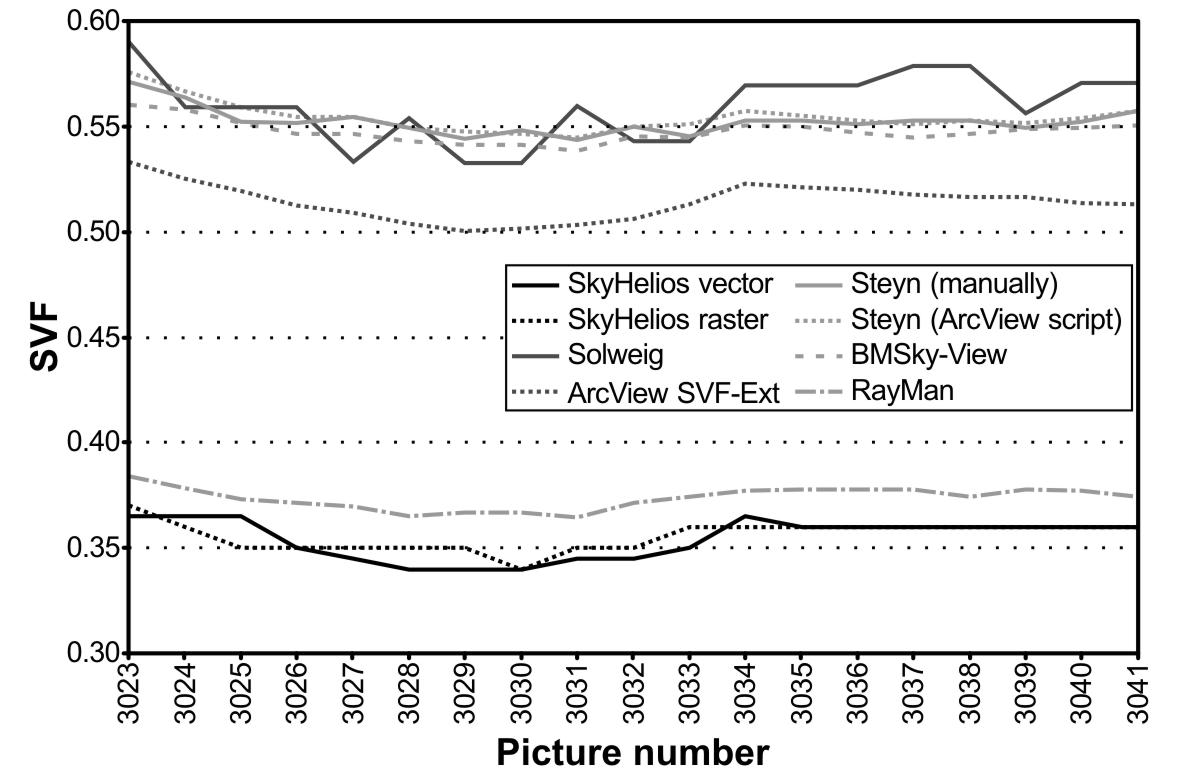 0.60
0.55
0.50
0.45
0.40
0.35
0.30
SVF
SkyHelios vector
SkyHelios raster
Solweig
ArcView SVF-Ext
Steyn (manually)
Steyn (ArcView script)
BMSky-View
RayMan
3023
3024
3025
3026
3027
3028
3029
3030
3031
3032
3033
3034
3035
3036
3037
3038
3039
3040
3041
Picture number